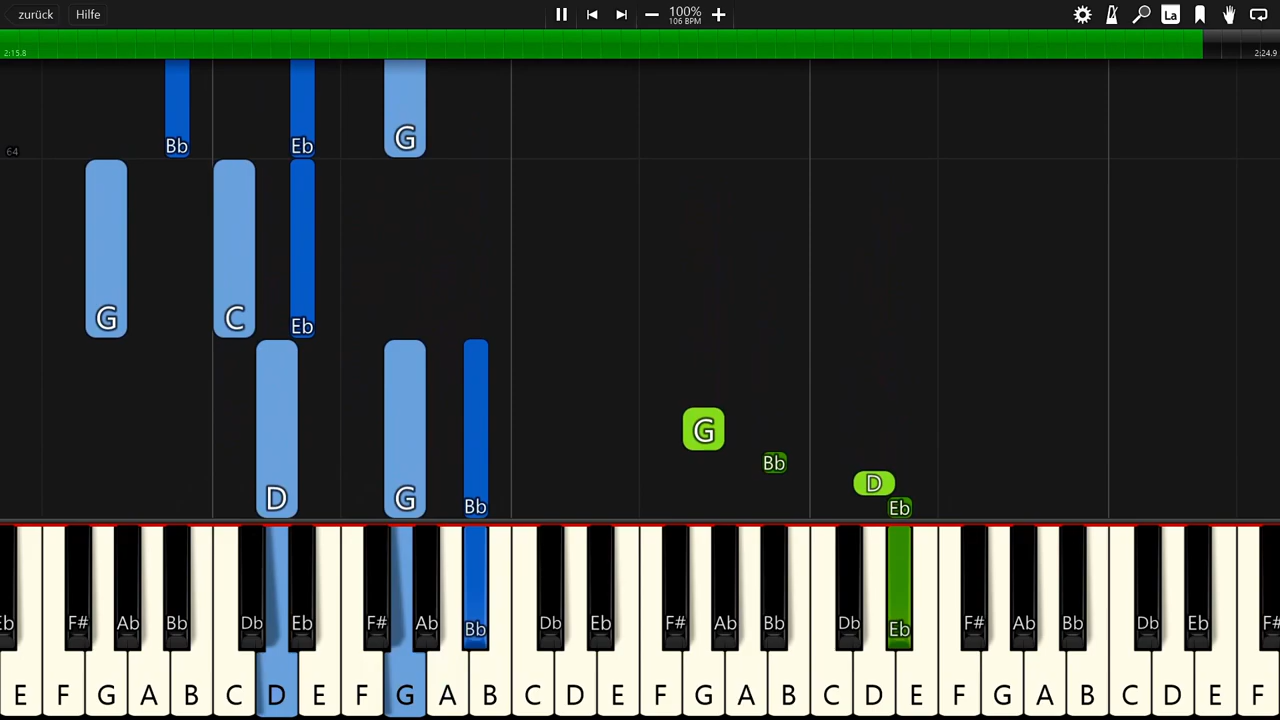 zurück Hilfe 100% La
106 BPM
2:15.8 2:24.9
Bb Eb G
64
G C Eb
G
Bb
D
D G Bb Eb
Eb F# Ab Bb Db Eb F# Ab Bb Db Eb F# Ab Bb Db Eb F# Ab Bb Db Eb F#
E F G A B C D E F G A B C D E F G A B C D E F G A B C D E F